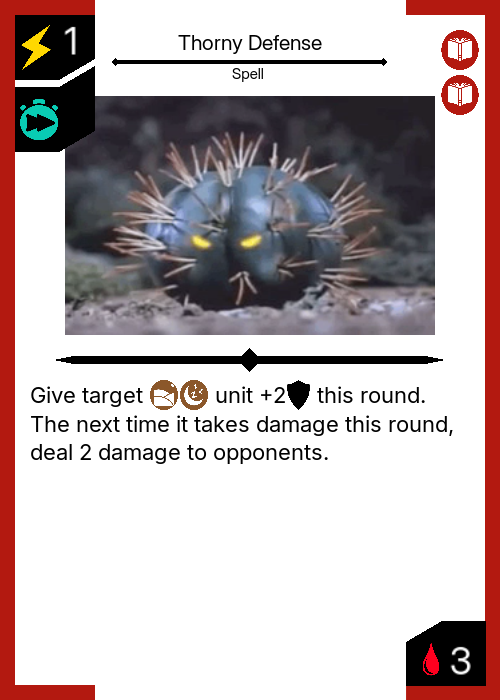 1
Thorny Defense
Spell
Give target unit +2 this round.
The next time it takes damage this round,
deal 2 damage to opponents.
3